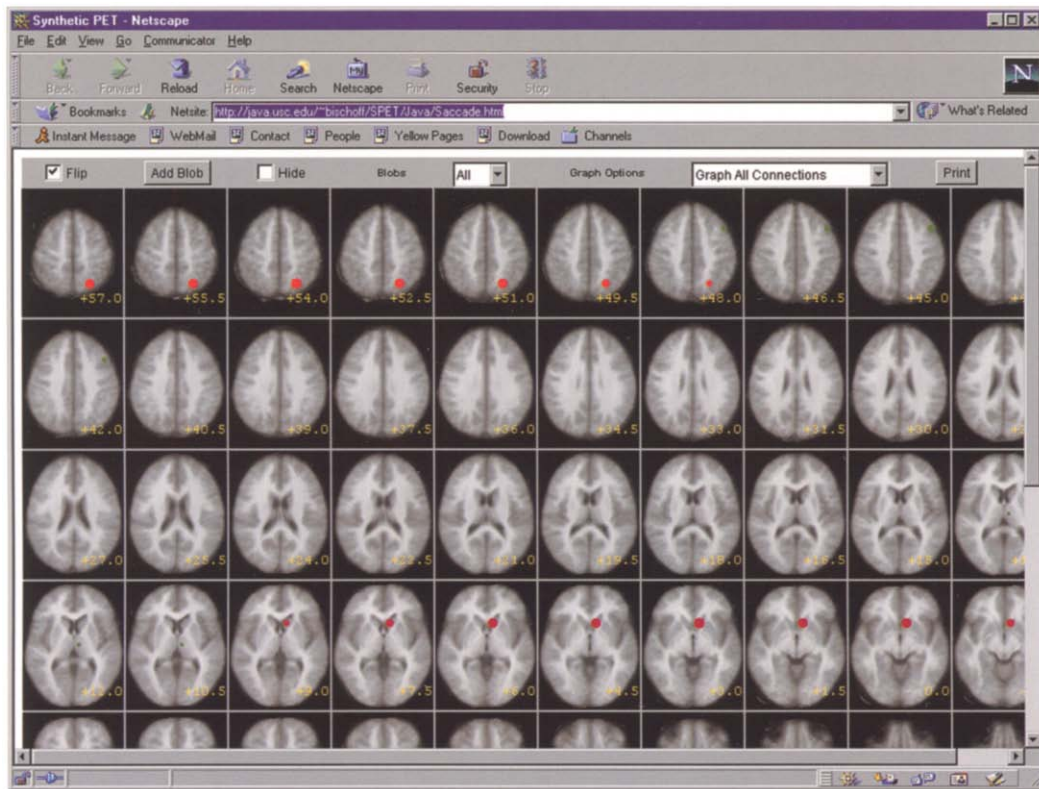 Synthetic PET - Netscape
File Edit View Go Communicator Help
Back Forward Reload Home Search Netscape Print Security Stop
Bookmarks Netsite: http://java.usc.edu/~bischoff/SPET/Java/Saccade.html What's Related
Instant Message WebMail Contact People Yellow Pages Download Channels
Flip Add Blob Hide Blobs All Graph Options Graph All Connections Print
+57.0 +55.5 +54.0 +52.5 +51.0 +49.5 +48.0 +46.5 +45.0
+42.0 +40.5 +39.0 +37.5 +36.0 +34.5 +33.0 +31.5 +30.0
+27.0 +25.5 +24.0 +22.5 +21.0 +19.5 +18.0 +16.5 +15.0
+12.0 +10.5 +9.0 +7.5 +6.0 +4.5 +3.0 +1.5 0.0